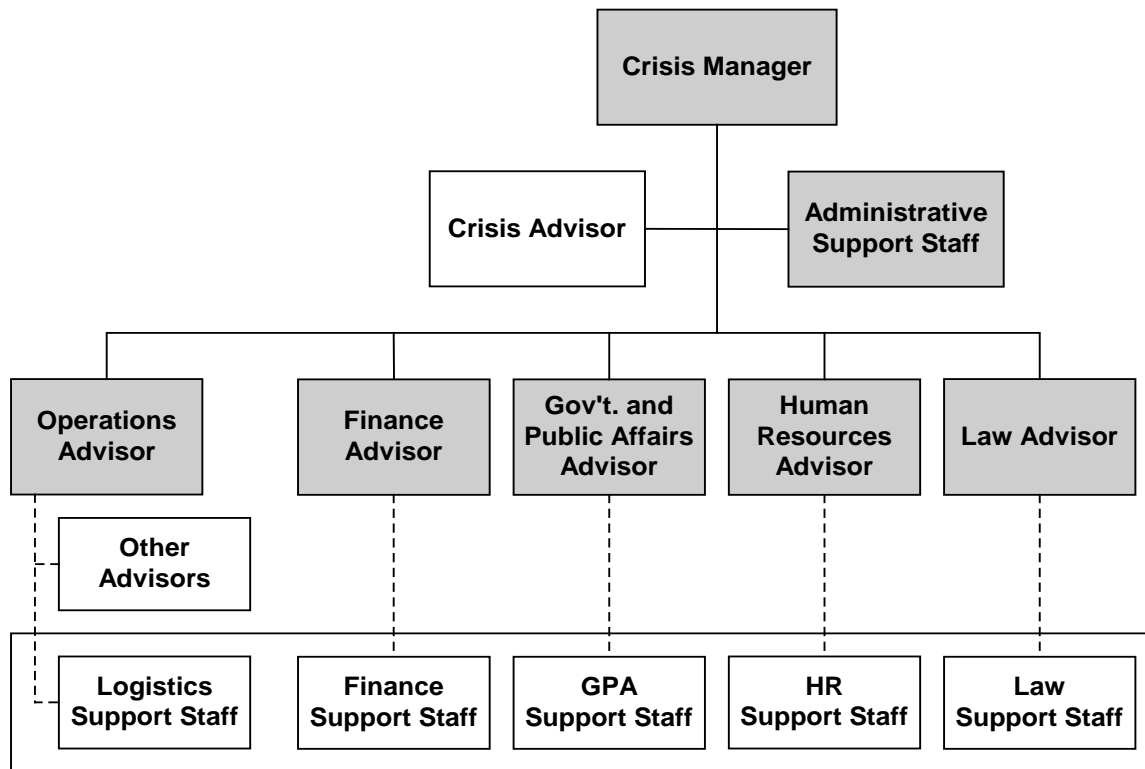 Crisis Manager
Crisis Advisor
Administrative
Support Staff
Operations
Advisor
Finance
Advisor
Gov't. and
Public Affairs
Advisor
Human
Resources
Advisor
Law Advisor
Other
Advisors
Logistics
Support Staff
Finance
Support Staff
GPA
Support Staff
HR
Support Staff
Law
Support Staff